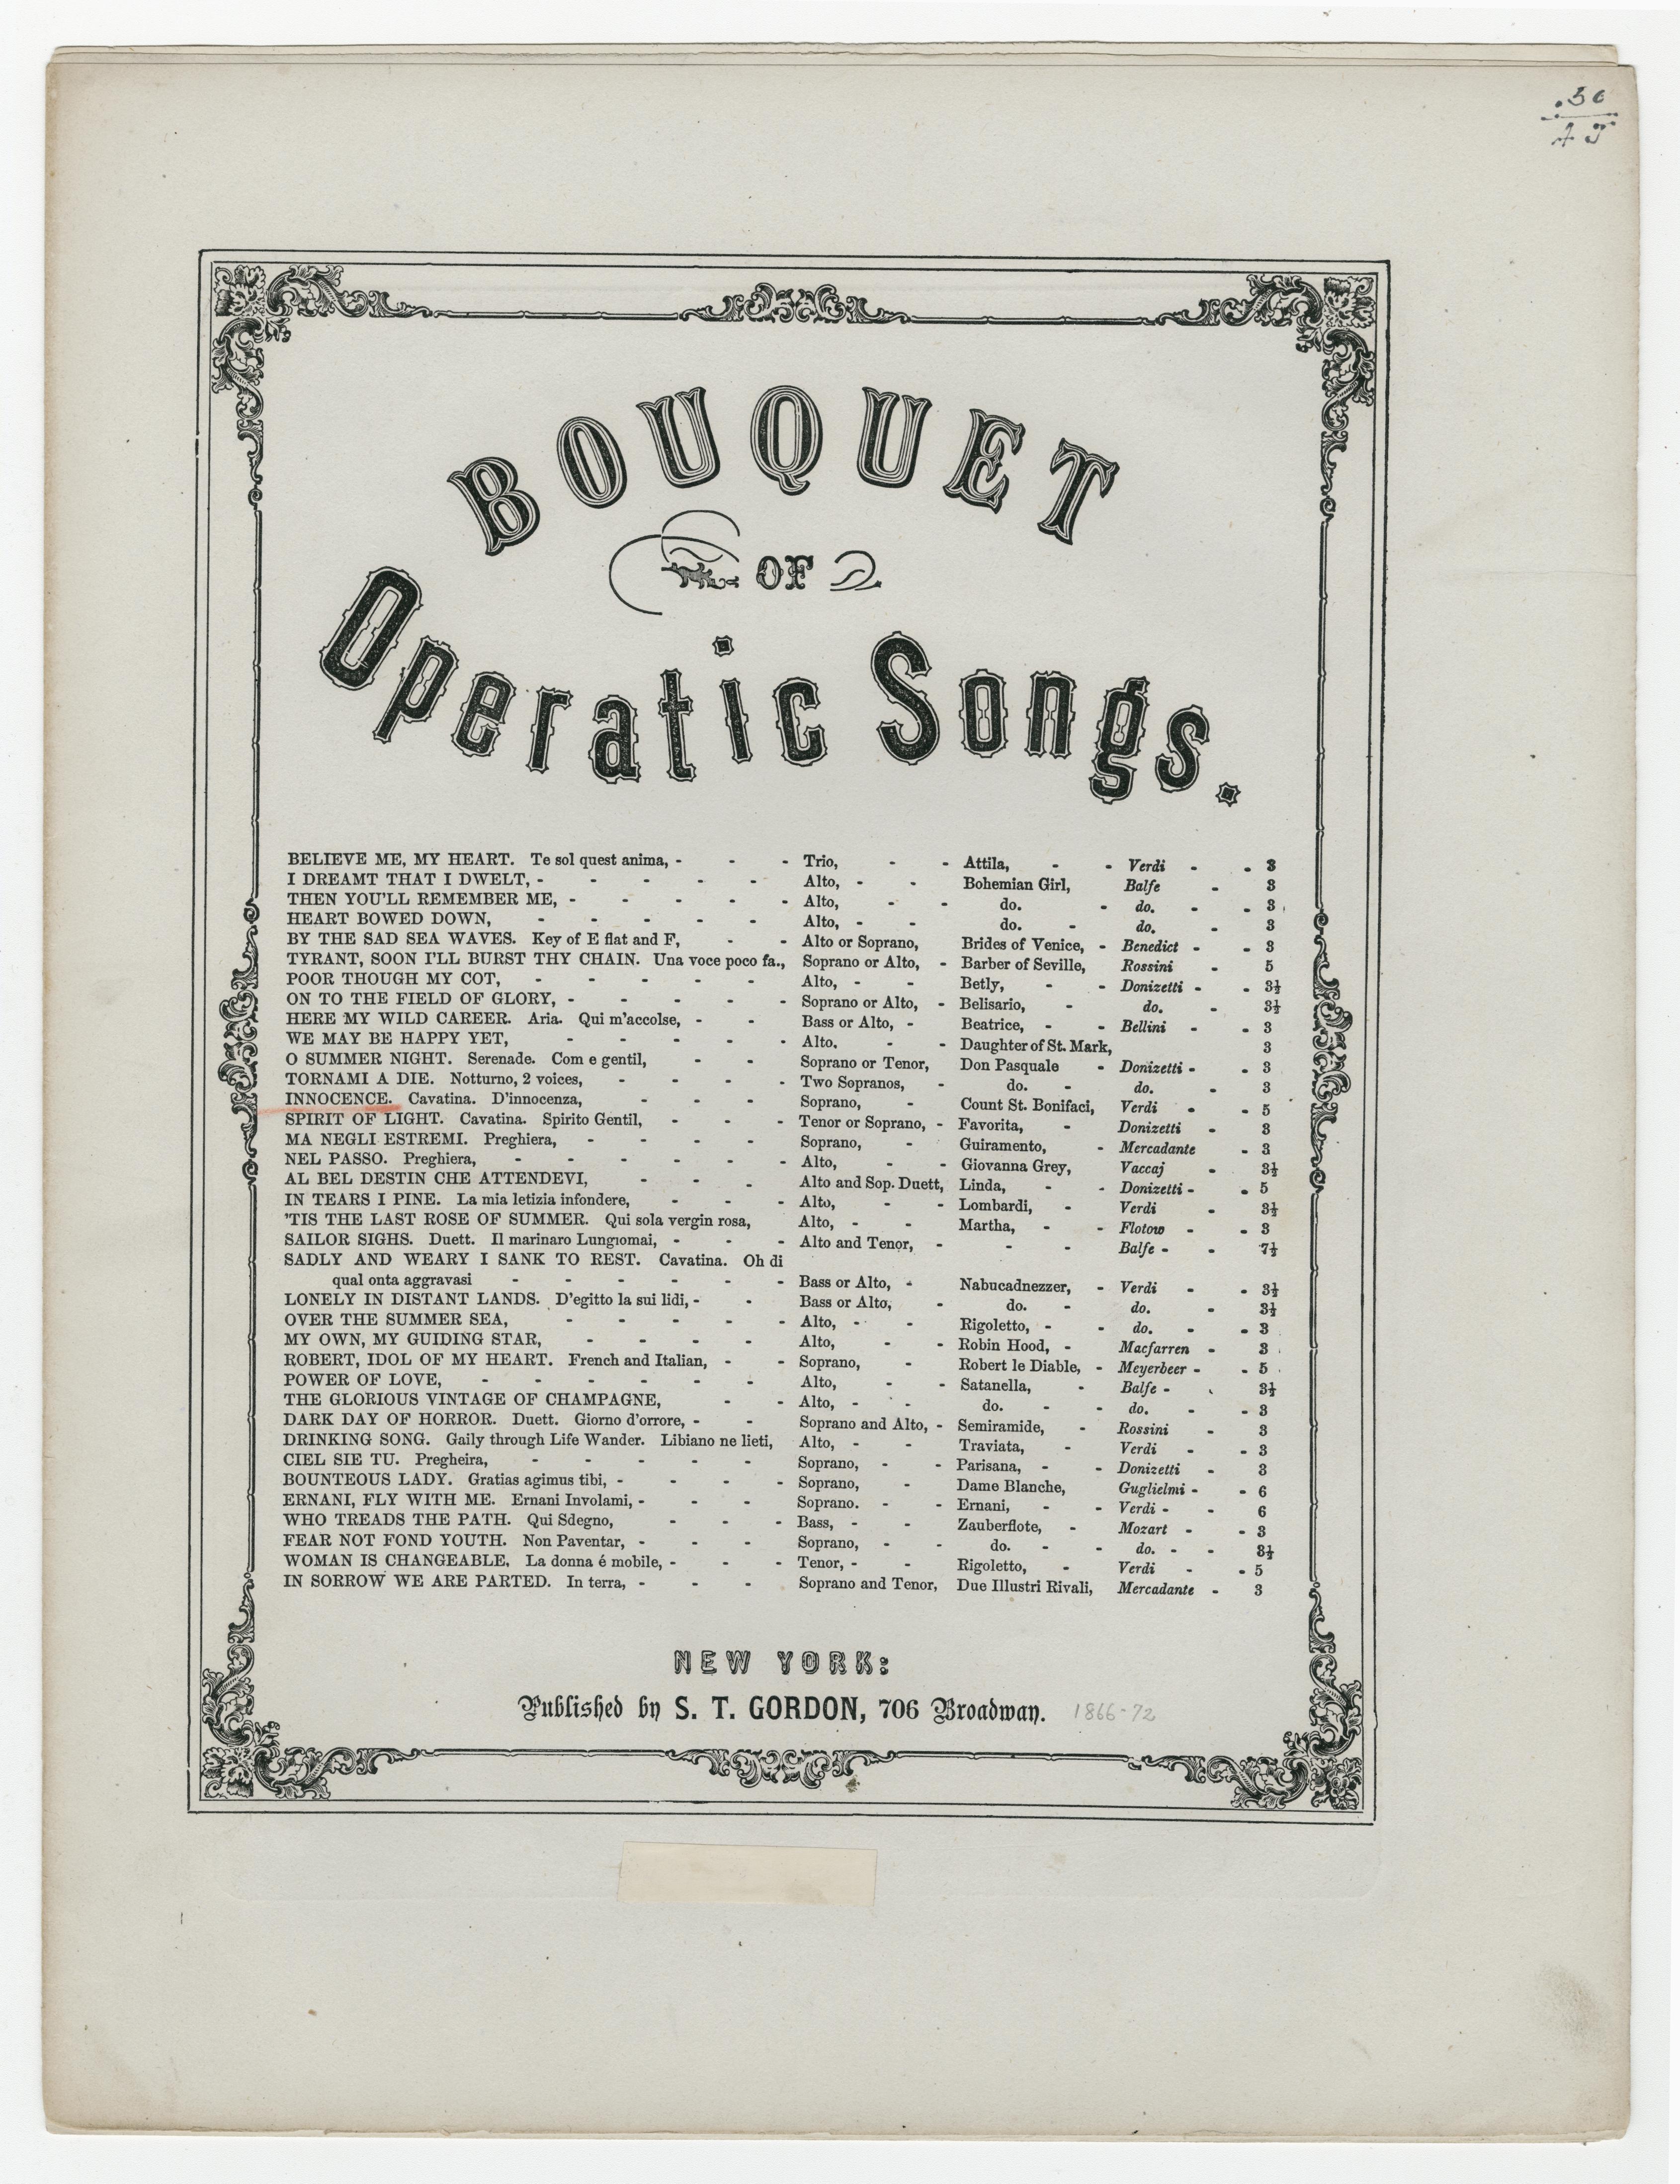 .50
BOUQUET
OF
Operatic Songs.
BELIEVE ME, MY HEART. Te sol quest anima, - - - Trio, - - Attila, - - Verdi - - 3
I DREAMT THAT I DWELT, - - - - - Alto, - - Bohemian Girl, Balfe - 3
THEN YOU'LL REMEMBER ME, - - - - - Alto, - - do. - do. - - 3
HEART BOWED DOWN, - - - - - Alto, - - do. - do. - 3
BY THE SAD SEA WAVES. Key of E flat and F, - - Alto or Soprano, Brides of Venice, - Benedict - - 3
TYRANT, SOON I'LL BURST THY CHAIN. Una voce poco fa., Soprano or Alto, - Barber of Seville, Rossini - 5
POOR THOUGH MY COT, - - - - - Alto, - - Betly, - - Donizetti - - 3½
ON TO THE FIELD OF GLORY, - - - - - Soprano or Alto, - Belisario, - do. - 3½
HERE MY WILD CAREER. Aria. Qui m'accolse, - - Bass or Alto, - Beatrice, - - Bellini - - 3
WE MAY BE HAPPY YET, - - - - - Alto. - - Daughter of St. Mark, 3
O SUMMER NIGHT. Serenade. Com e gentil, - - Soprano or Tenor, Don Pasquale - Donizetti - - 3
TORNAMI A DIE. Notturno, 2 voices, - - - - Two Sopranos, - do. - do. - 3
INNOCENCE. Cavatina. D'innocenza, - - - Soprano, - Count St. Bonifaci, Verdi - - 5
SPIRIT OF LIGHT. Cavatina. Spirito Gentil, - - - Tenor or Soprano, - Favorita, - Donizetti - 3
MA NEGLI ESTREMI. Preghiera, - - - - Soprano, - Guiramento, - Mercadante - 3
NEL PASSO. Preghiera, - - - - - Alto, - - Giovanna Grey, Vaccaj - 3½
AL BEL DESTIN CHE ATTENDEVI, - - - Alto and Sop. Duett, Linda, - - Donizetti - - 5
IN TEARS I PINE. La mia letizia infondere, - - - Alto, - - Lombardi, - Verdi - 3½
'TIS THE LAST ROSE OF SUMMER. Qui sola vergin rosa, Alto, - - Martha, - - Flotow - - 3
SAILOR SIGHS. Duett. Il marinaro Lungiomai, - - - Alto and Tenor, - - - Balfe - - 7½
SADLY AND WEARY I SANK TO REST. Cavatina. Oh di
qual onta aggravasi - - - - - - Bass or Alto, - Nabucadnezzer, - Verdi - - 3½
LONELY IN DISTANT LANDS. D'egitto la sui lidi, - - Bass or Alto, - do. - do. - 3½
OVER THE SUMMER SEA, - - - - - Alto, - - Rigoletto, - - do. - - 3
MY OWN, MY GUIDING STAR, - - - - Alto, - - Robin Hood, - Macfarren - 3
ROBERT, IDOL OF MY HEART. French and Italian, - - Soprano, - Robert le Diable, - Meyerbeer - - 5
POWER OF LOVE, - - - - - - Alto, - - Satanella, - Balfe - 3½
THE GLORIOUS VINTAGE OF CHAMPAGNE, - - Alto, - - do. - - do. - - 3
DARK DAY OF HORROR. Duett. Giorno d'orrore, - - Soprano and Alto, - Semiramide, - Rossini - 3
DRINKING SONG. Gaily through Life Wander. Libiano ne lieti, Alto, - - Traviata, - Verdi - - 3
CIEL SIE TU. Pregheira, - - - - - Soprano, - - Parisana, - - Donizetti - 3
BOUNTEOUS LADY. Gratias agimus tibi, - - - - Soprano, - Dame Blanche, Guglielmi - - 6
ERNANI, FLY WITH ME. Ernani Involami, - - - Soprano. - - Ernani, - - Verdi - - 6
WHO TREADS THE PATH. Qui Sdegno, - - - Bass, - - Zauberflote, - Mozart - - 3
FEAR NOT FOND YOUTH. Non Paventar, - - - Soprano, - - do. - - do. - - 3½
WOMAN IS CHANGEABLE, La donna é mobile, - - - Tenor, - - Rigoletto, - Verdi - - 5
IN SORROW WE ARE PARTED. In terra, - - - Soprano and Tenor, Due Illustri Rivali, Mercadante - 3
NEW YORK:
Published by S. T. GORDON, 706 Broadway. 1866-72